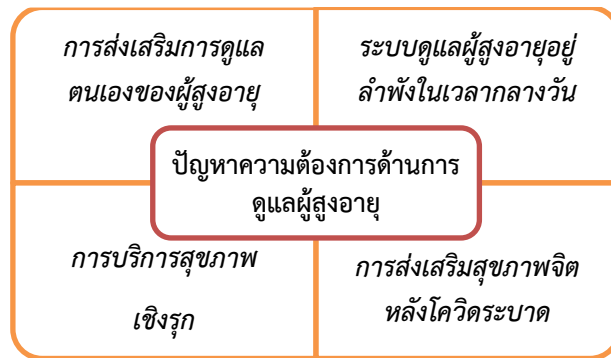 การส่งเสริมการดูแล
ตนเองของผู้สูงอายุ
ระบบดูแลผู้สูงอายุอยู่
ลำพังในเวลากลางวัน
ปัญหาความต้องการด้านการ
ดูแลผู้สูงอายุ
การบริการสุขภาพ
เชิงรุก
การส่งเสริมสุขภาพจิต
หลังโควิดระบาด